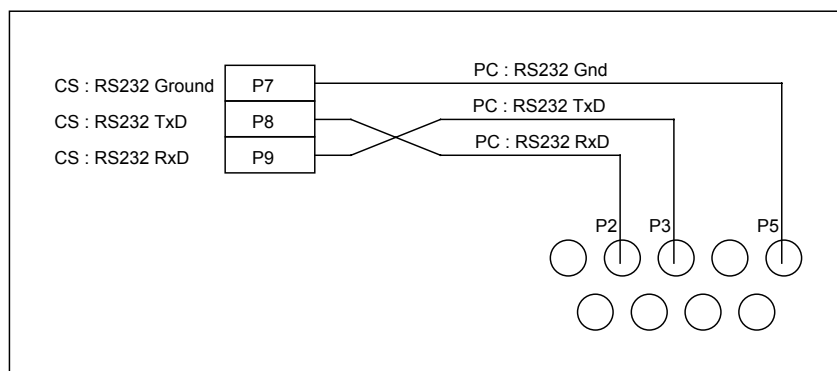 CS : RS232 Ground P7 PC : RS232 Gnd
CS : RS232 TxD P8 PC : RS232 TxD
CS : RS232 RxD P9 PC : RS232 RxD
P2 P3 P5